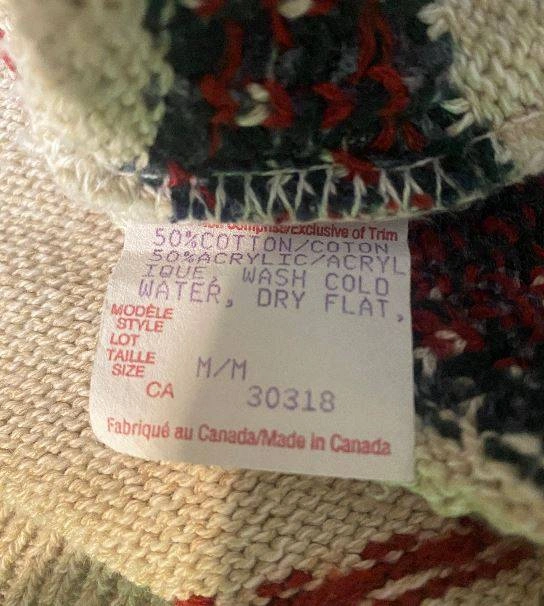 Comprise/Exclusive of Trim
50%COTTON/COTON
50%ACRYLIC/ACRYL
IQUE, WASH COLD
WATER, DRY FLAT,
MODÈLE
STYLE
LOT
TAILLE
SIZE M/M
CA 30318
Fabriqué au Canada/Made in Canada